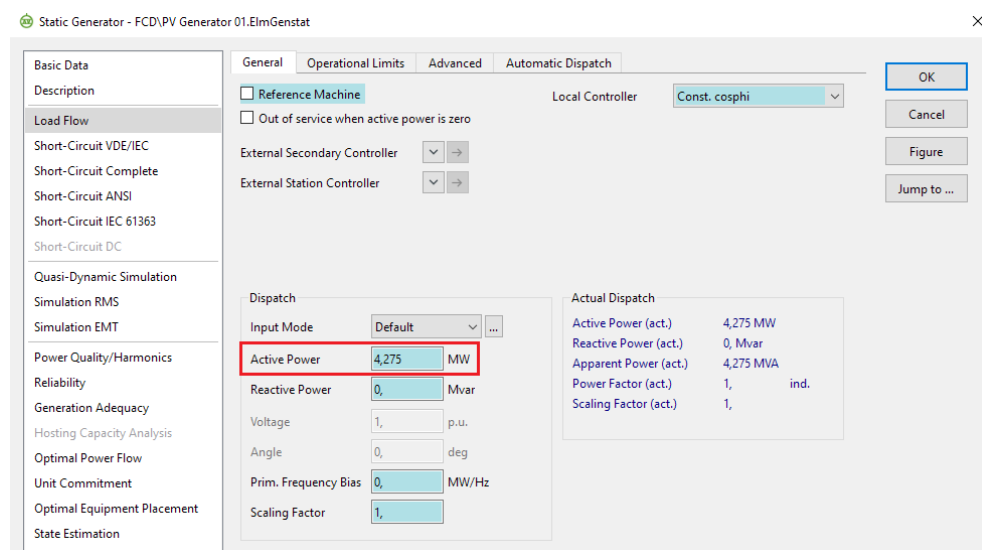 Static Generator - FCD\PV Generator 01.ElmGenstat
Basic Data
Description
Load Flow
Short-Circuit VDE/IEC
Short-Circuit Complete
Short-Circuit ANSI
Short-Circuit IEC 61363
Short-Circuit DC
Quasi-Dynamic Simulation
Simulation RMS
Simulation EMT
Power Quality/Harmonics
Reliability
Generation Adequacy
Hosting Capacity Analysis
Optimal Power Flow
Unit Commitment
Optimal Equipment Placement
State Estimation
General Operational Limits Advanced Automatic Dispatch
Reference Machine
Local Controller Const. cosphi
Out of service when active power is zero
External Secondary Controller
External Station Controller
Dispatch
Input Mode Default ...
Active Power 4,275 MW
Reactive Power 0, Mvar
Voltage 1, p.u.
Angle 0, deg
Prim. Frequency Bias 0, MW/Hz
Scaling Factor 1,
Actual Dispatch
Active Power (act.) 4,275 MW
Reactive Power (act.) 0, Mvar
Apparent Power (act.) 4,275 MVA
Power Factor (act.) 1, ind.
Scaling Factor (act.) 1,
OK
Cancel
Figure
Jump to ...